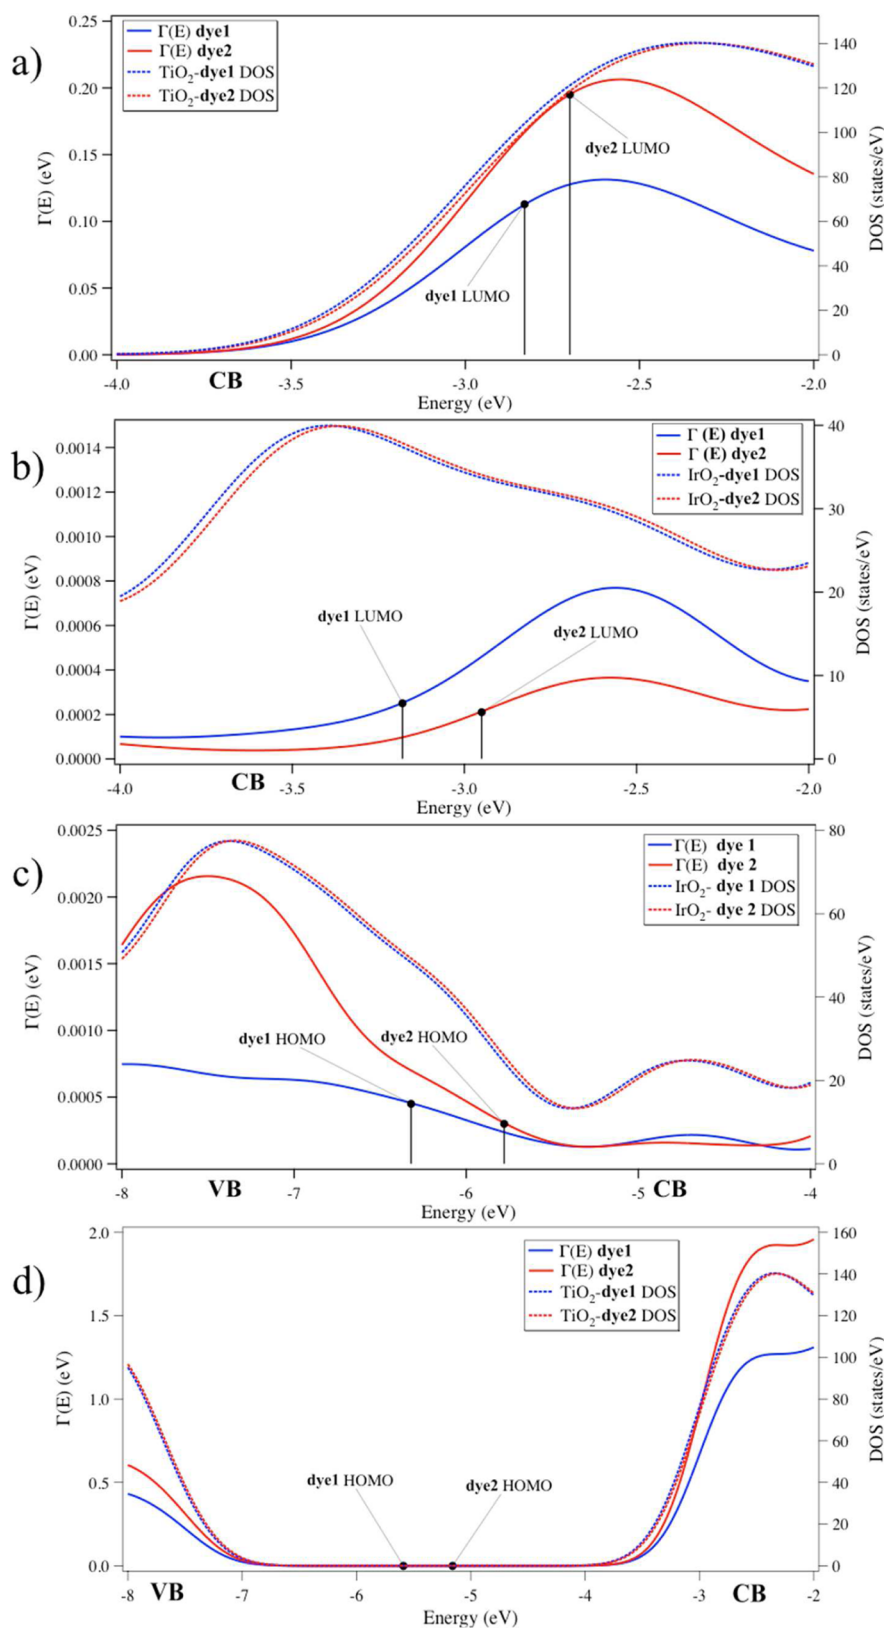 a)
Γ(E) dye1
Γ(E) dye2
TiO2-dye1 DOS
TiO2-dye2 DOS
0.25
0.20
0.15
0.10
0.05
0.00
Γ(E) (eV)
dye2 LUMO
dye1 LUMO
140
120
100
80
60
40
20
0
DOS (states/eV)
-4.0 -3.5 -3.0 -2.5 -2.0
CB
Energy (eV)
b)
Γ (E) dye1
Γ (E) dye2
IrO2-dye1 DOS
IrO2-dye2 DOS
0.0014
0.0012
0.0010
0.0008
0.0006
0.0004
0.0002
0.0000
Γ(E) (eV)
dye1 LUMO
dye2 LUMO
40
30
20
10
0
DOS (states/eV)
-4.0 -3.5 -3.0 -2.5 -2.0
CB
Energy (eV)
c)
Γ(E) dye 1
Γ(E) dye 2
IrO2- dye 1 DOS
IrO2- dye 2 DOS
0.0025
0.0020
0.0015
0.0010
0.0005
0.0000
Γ(E) (eV)
dye1 HOMO
dye2 HOMO
80
60
40
20
0
DOS (states/eV)
-8 -7 -6 -5 -4
VB CB
Energy (eV)
d)
Γ(E) dye1
Γ(E) dye2
TiO2-dye1 DOS
TiO2-dye2 DOS
2.0
1.5
1.0
0.5
0.0
Γ(E) (eV)
dye1 HOMO
dye2 HOMO
160
140
120
100
80
60
40
20
0
DOS (states/eV)
-8 -7 -6 -5 -4 -3 -2
VB CB
Energy (eV)